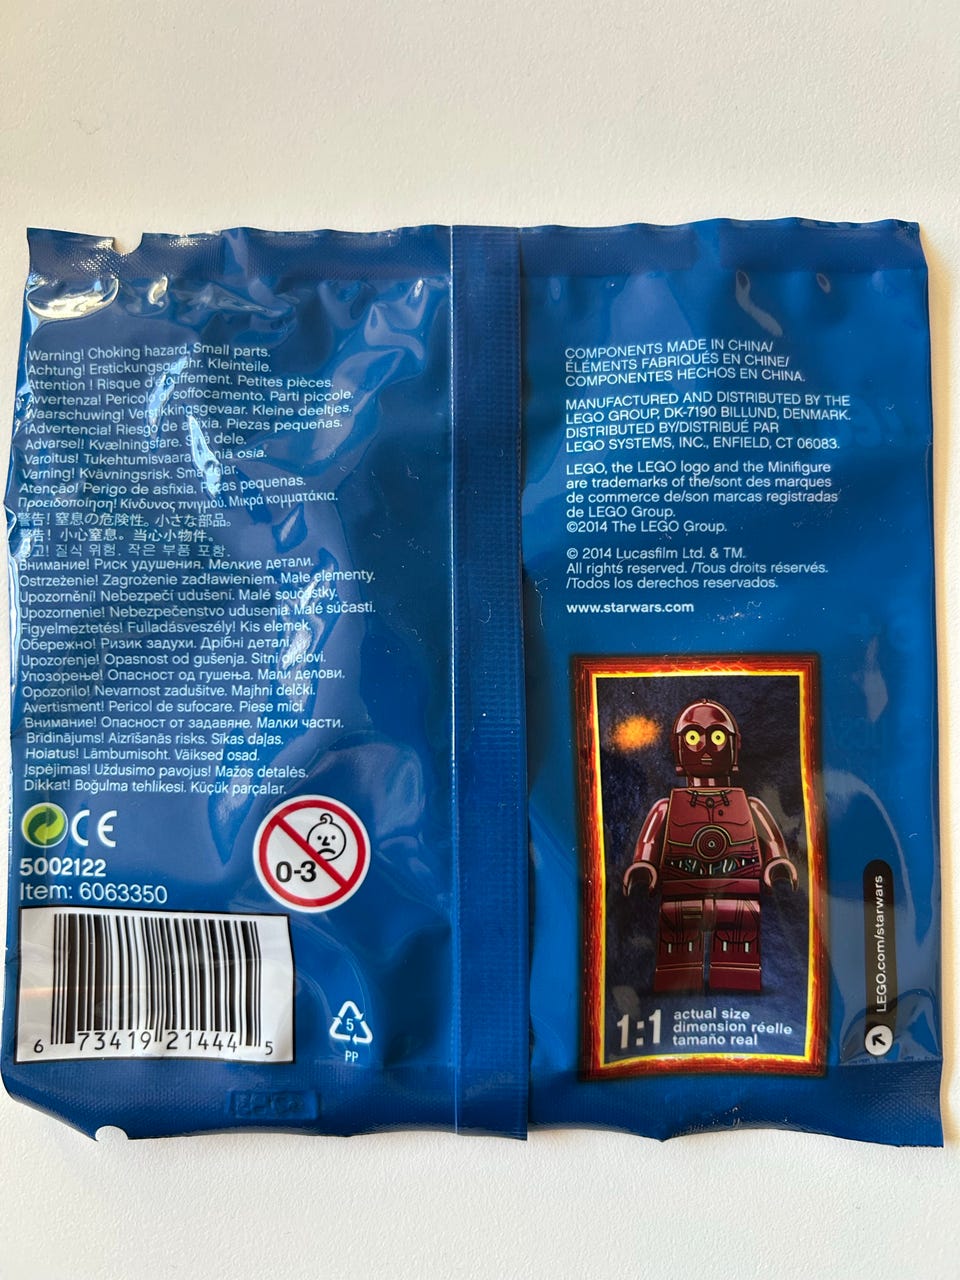 Warning! Choking hazard. Small parts.
Achtung! Erstickungsgefahr. Kleinteile.
Attention ! Risque d'étouffement. Petites pièces.
Avvertenza! Pericolo di soffocamento. Parti piccole.
Waarschuwing! Verstikkingsgevaar. Kleine deeltjes.
¡Advertencia! Riesgo de asfixia. Piezas pequeñas.
Advarsel! Kvælningsfare. Små dele.
Varoitus! Tukehtumisvaara. Pieniä osia.
Varning! Kvävningsrisk. Små delar.
Atenção! Perigo de asfixia. Peças pequenas.
Προειδοποίηση! Κίνδυνος πνιγμού. Μικρά κομματάκια.
警告! 窒息の危険性。小さな部品。
警告! 小心窒息。当心小物件。
경고! 질식 위험. 작은 부품 포함.
Внимание! Риск удушения. Мелкие детали.
Ostrzeżenie! Zagrożenie zadławieniem. Małe elementy.
Upozornění! Nebezpečí udušení. Malé součástky.
Upozornenie! Nebezpečenstvo udusenia. Malé súčasti.
Figyelmeztetés! Fulladásveszély! Kis elemek.
Обережно! Ризик задухи. Дрібні деталі.
Upozorenje! Opasnost od gušenja. Sitni dijelovi.
Упозорење! Опасност од гушења. Мали делови.
Opozorilo! Nevarnost zadušitve. Majhni delčki.
Avertisment! Pericol de sufocare. Piese mici.
Внимание! Опасност от задавяне. Малки части.
Brīdinājums! Aizrīšanās risks. Sīkas daļas.
Hoiatus! Lämbumisoht. Väiksed osad.
Įspėjimas! Uždusimo pavojus! Mažos detalės.
Dikkat! Boğulma tehlikesi. Küçük parçalar.
CE
0-3
5002122
Item: 6063350
6 73419 21444 5
5
PP
COMPONENTS MADE IN CHINA/
ÉLÉMENTS FABRIQUÉS EN CHINE/
COMPONENTES HECHOS EN CHINA.
MANUFACTURED AND DISTRIBUTED BY THE
LEGO GROUP, DK-7190 BILLUND, DENMARK.
DISTRIBUTED BY/DISTRIBUÉ PAR
LEGO SYSTEMS, INC., ENFIELD, CT 06083.
LEGO, the LEGO logo and the Minifigure
are trademarks of the/sont des marques
de commerce de/son marcas registradas
de LEGO Group.
©2014 The LEGO Group.
© 2014 Lucasfilm Ltd. & TM.
All rights reserved. /Tous droits réservés.
/Todos los derechos reservados.
www.starwars.com
1:1 actual size
dimension réelle
tamaño real
LEGO.com/starwars